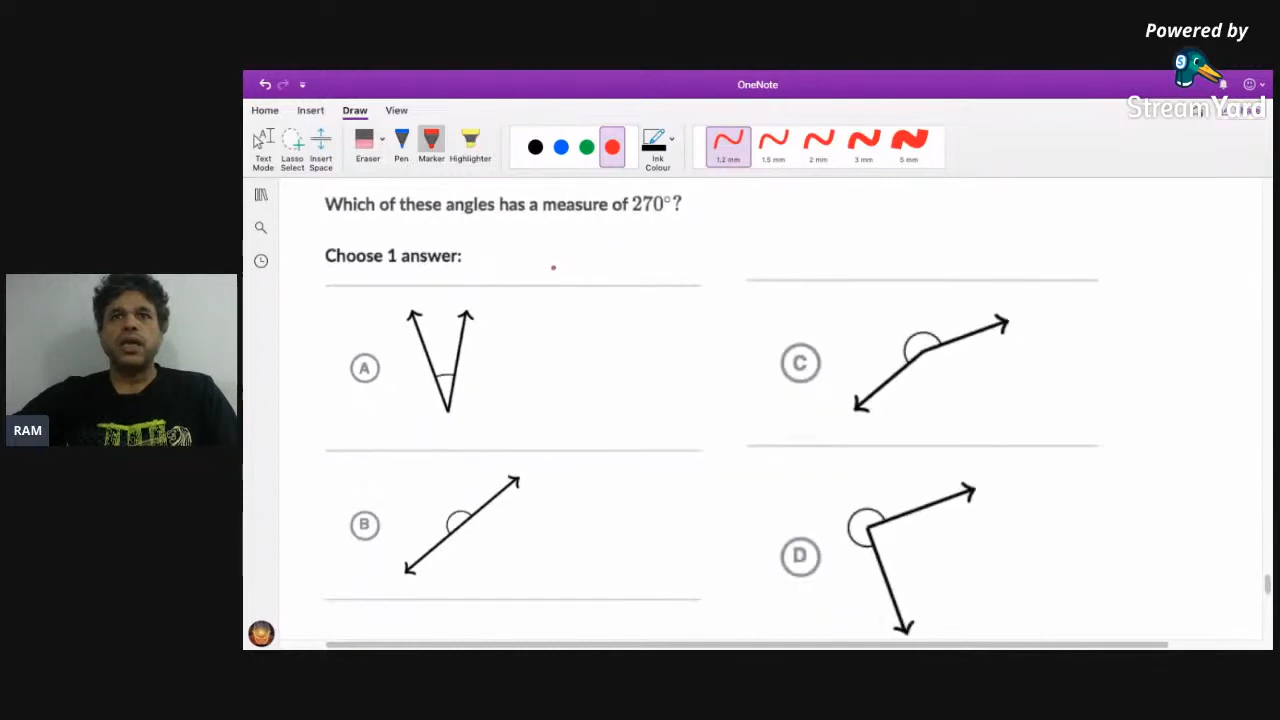 Powered by
StreamYard
OneNote
Home Insert Draw View
Text Mode
Lasso Select
Insert Space
Eraser
Pen
Marker
Highlighter
Ink Colour
1.2 mm
1.5 mm
2 mm
3 mm
5 mm
Which of these angles has a measure of 270°?
Choose 1 answer:
A
B
C
D
RAM